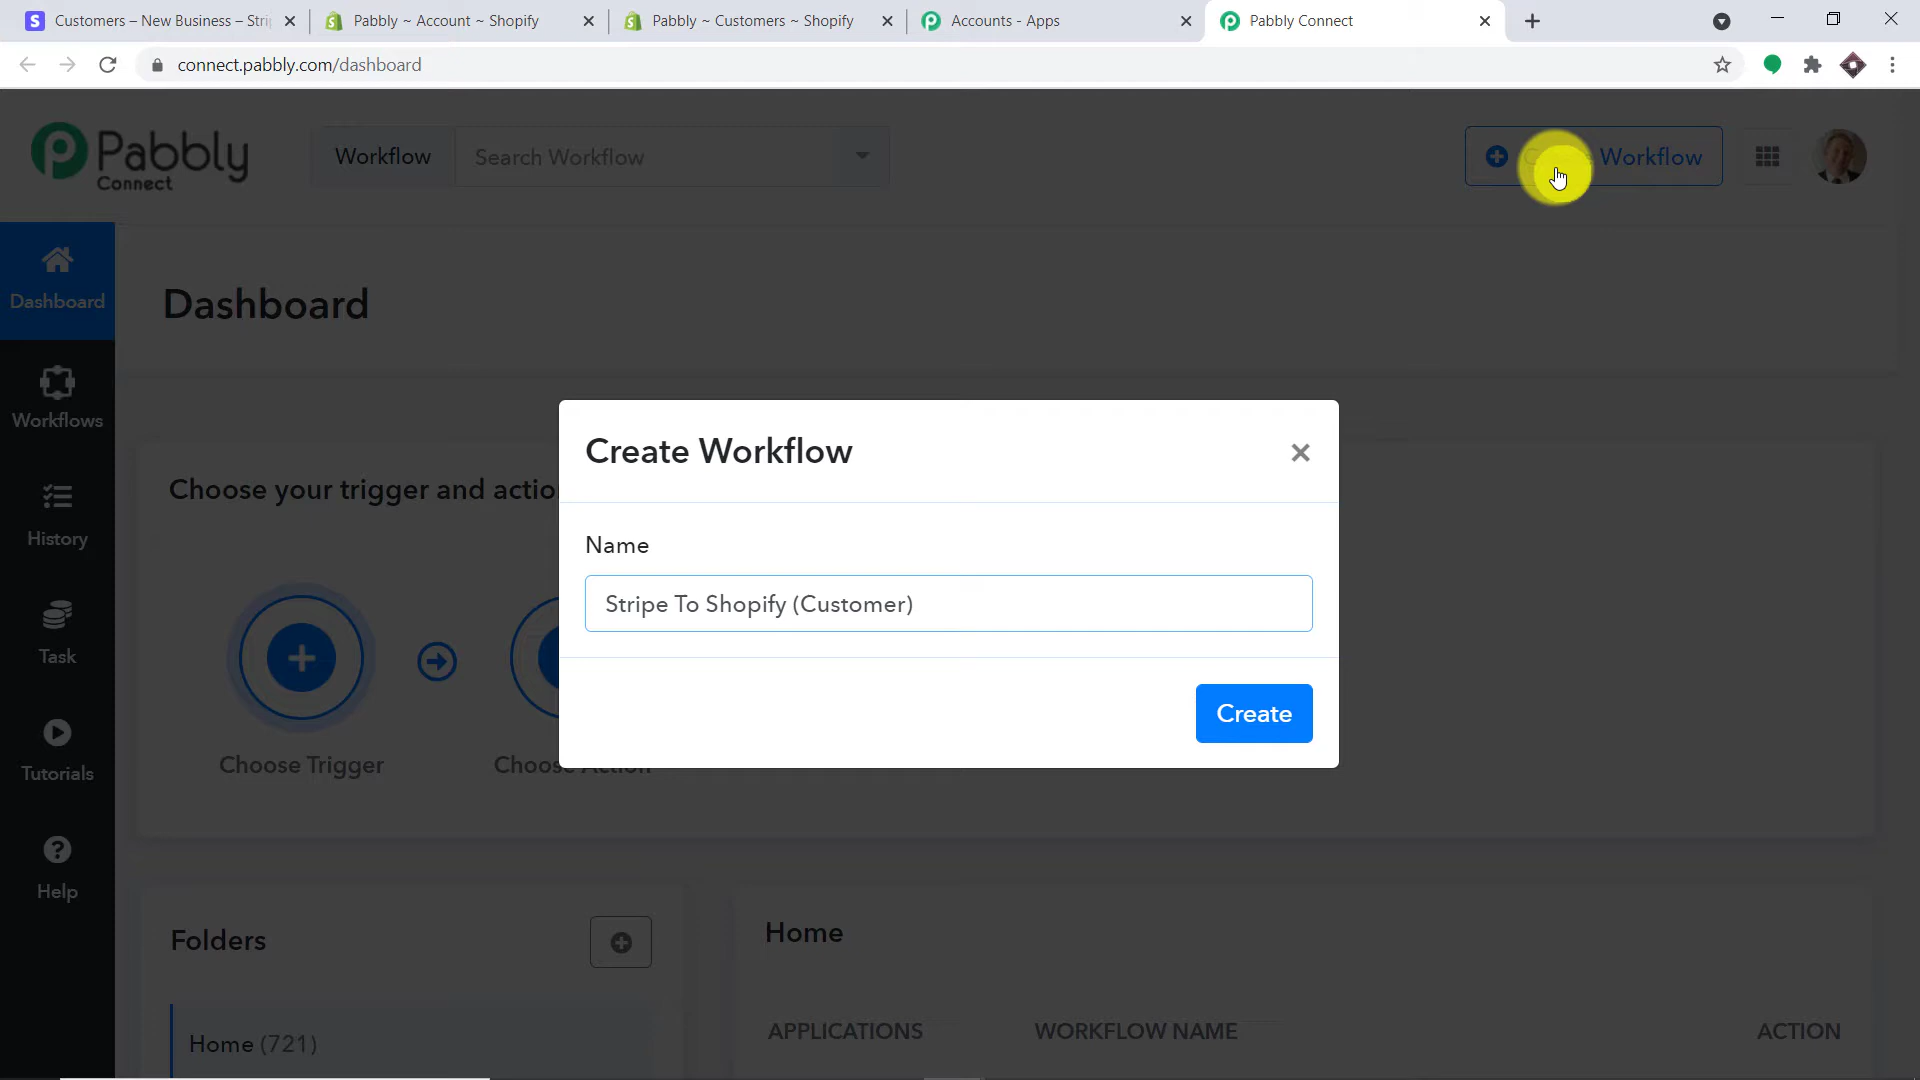 Customers – New Business – Stri
Pabbly ~ Account ~ Shopify
Pabbly ~ Customers ~ Shopify
Accounts - Apps
Pabbly Connect
connect.pabbly.com/dashboard
Pabbly
Connect
Workflow
Search Workflow
Workflow
Dashboard
Dashboard
Workflows
History
Task
Tutorials
Help
Choose your trigger and actio
Choose Trigger
Choose Action
Create Workflow
Name
Stripe To Shopify (Customer)
Create
Folders
Home (721)
Home
APPLICATIONS
WORKFLOW NAME
ACTION